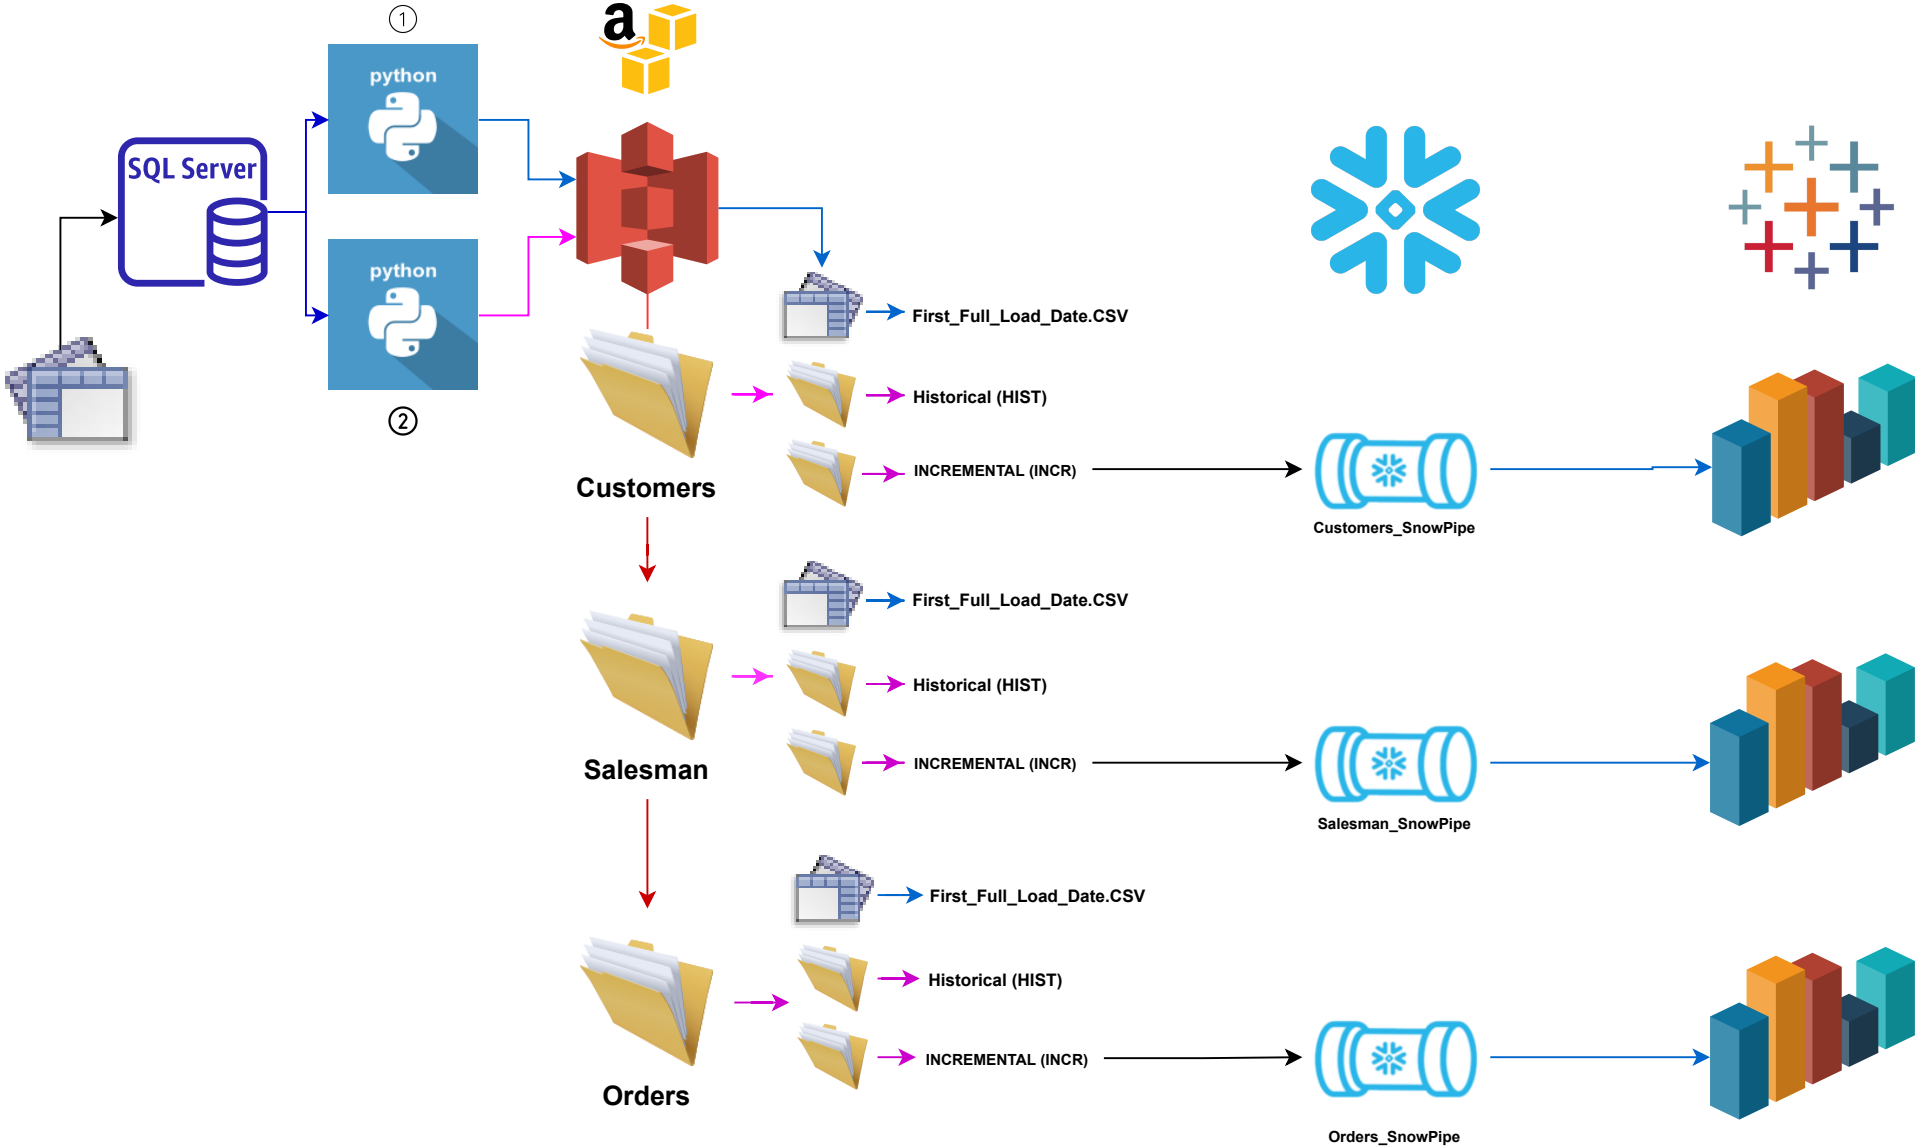 ①
a
python
SQL Server
python
②
First_Full_Load_Date.CSV
Historical (HIST)
INCREMENTAL (INCR)
Customers
Customers_SnowPipe
First_Full_Load_Date.CSV
Historical (HIST)
INCREMENTAL (INCR)
Salesman
Salesman_SnowPipe
First_Full_Load_Date.CSV
Historical (HIST)
INCREMENTAL (INCR)
Orders
Orders_SnowPipe